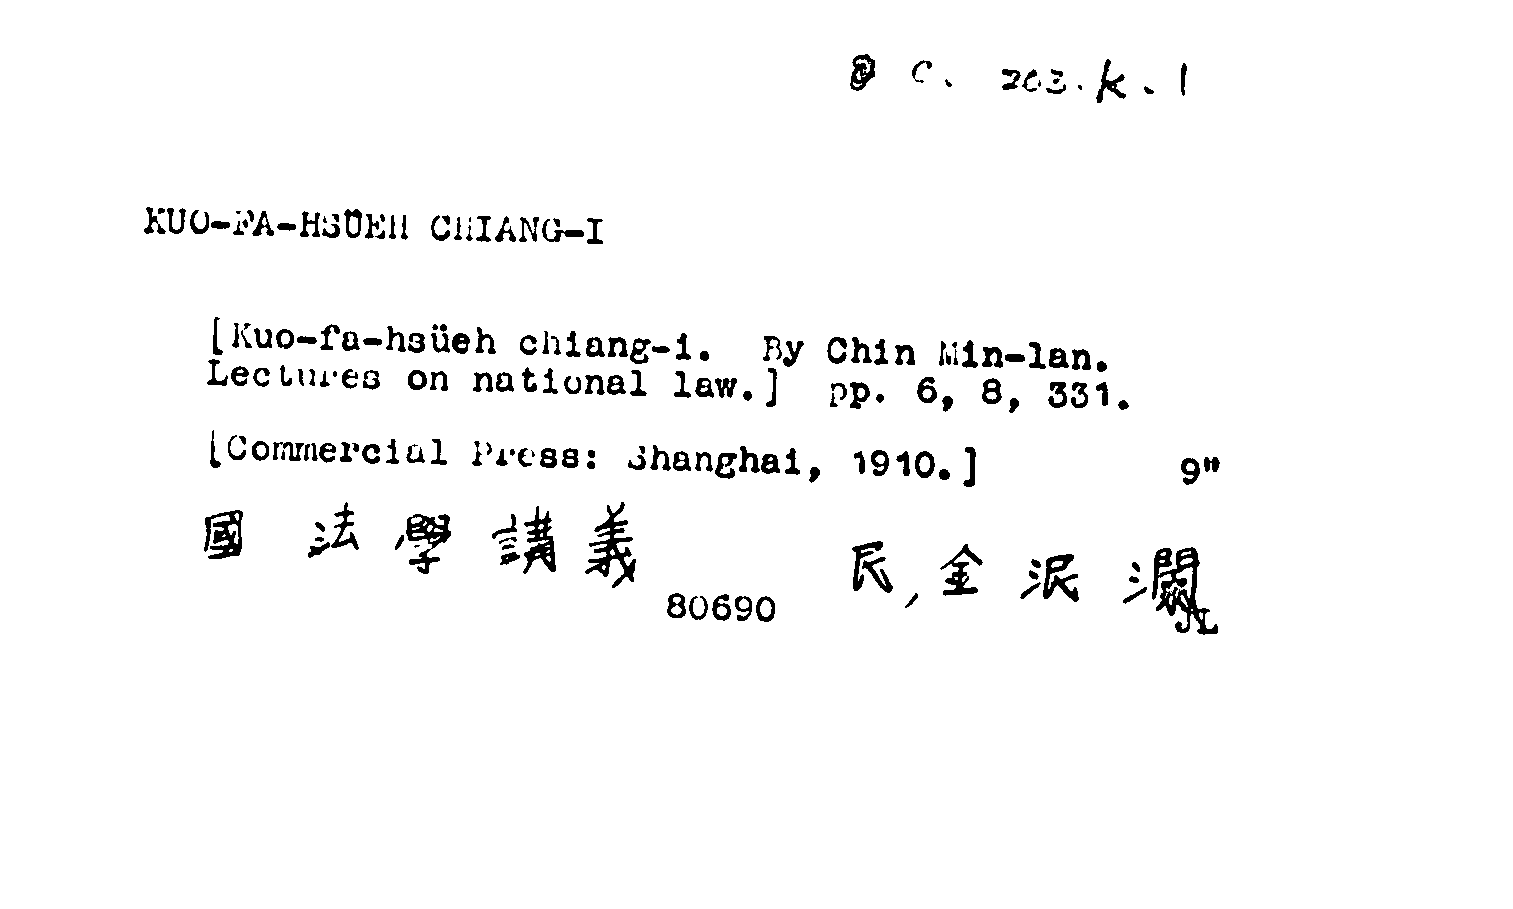 C. 203.k.1
KUO-FA-HSÜEH CHIANG-I
[Kuo-fa-hsüeh chiang-i. By Chin Min-lan.
Lectures on national law.] pp. 6, 8, 331.
[Commercial Press: Shanghai, 1910.] 9"
國法學講義 民,金泯瀾
80690 JL